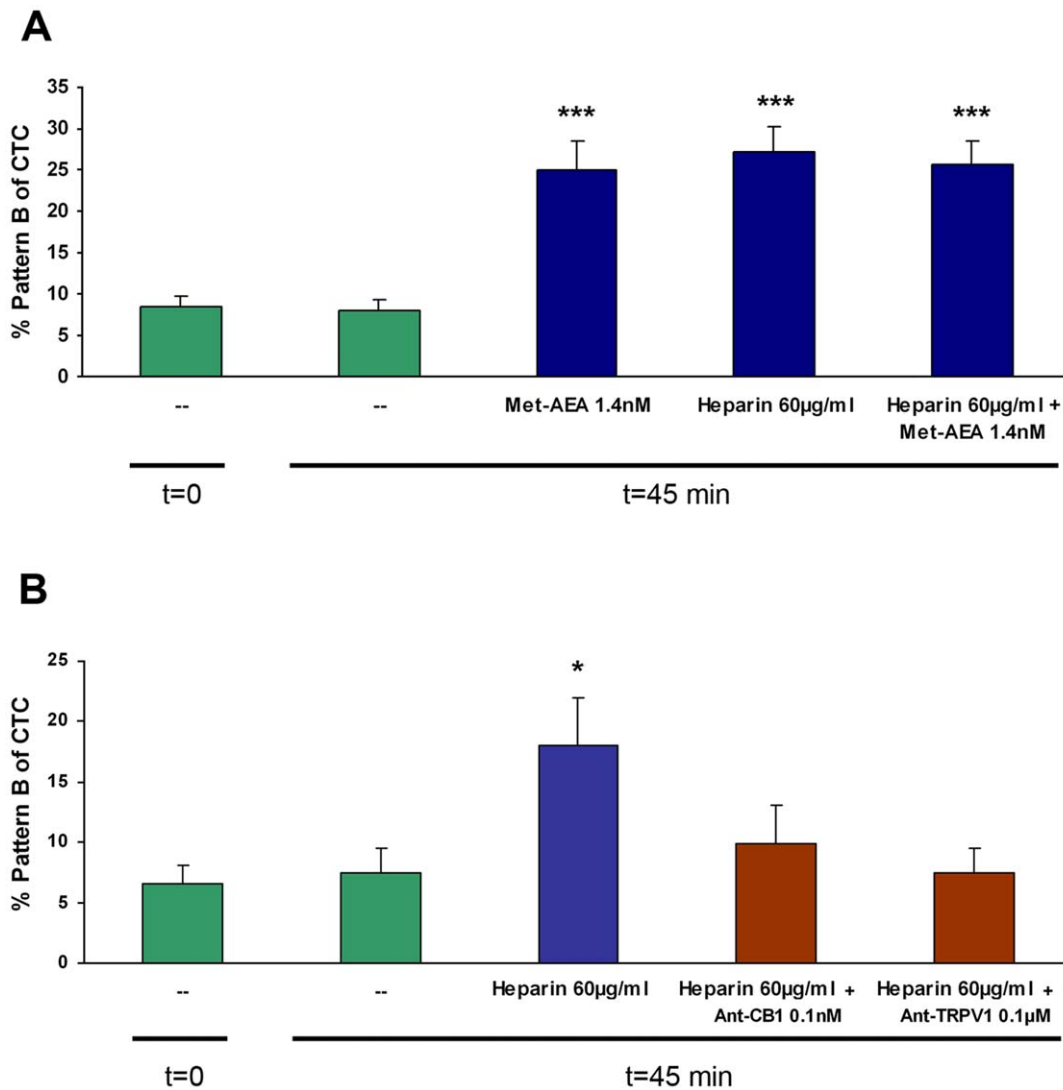 A
% Pattern B of CTC
35
30
25
20
15
10
5
0
***
***
***
--
--
Met-AEA 1.4nM
Heparin 60µg/ml
Heparin 60µg/ml +
Met-AEA 1.4nM
t=0
t=45 min
B
% Pattern B of CTC
25
20
15
10
5
0
*
--
--
Heparin 60µg/ml
Heparin 60µg/ml +
Ant-CB1 0.1nM
Heparin 60µg/ml +
Ant-TRPV1 0.1µM
t=0
t=45 min